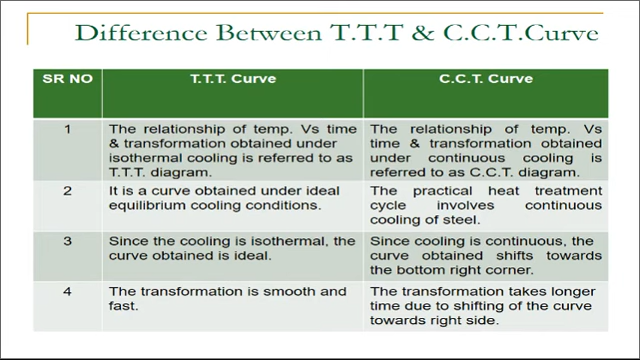 Difference Between T.T.T & C.C.T.Curve
SR NO
T.T.T. Curve
C.C.T. Curve
1
The relationship of temp. Vs time
& transformation obtained under
isothermal cooling is referred to as
T.T.T. diagram.
The relationship of temp. Vs
time & transformation obtained
under continuous cooling is
referred to as C.C.T. diagram.
2
It is a curve obtained under ideal
equilibrium cooling conditions.
The practical heat treatment
cycle involves continuous
cooling of steel.
3
Since the cooling is isothermal, the
curve obtained is ideal.
Since cooling is continuous, the
curve obtained shifts towards
the bottom right corner.
4
The transformation is smooth and
fast.
The transformation takes longer
time due to shifting of the curve
towards right side.